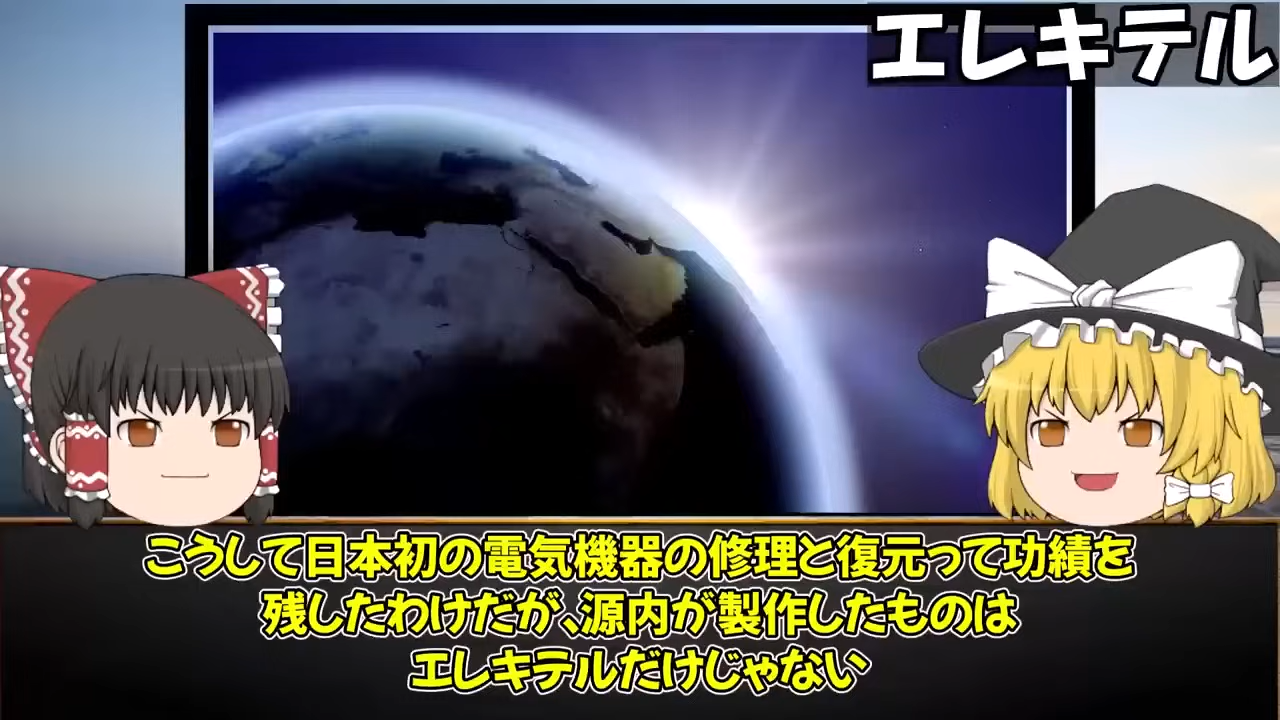 エレキテル
こうして日本初の電気機器の修理と復元って功績を
残したわけだが、源内が製作したものは
エレキテルだけじゃない